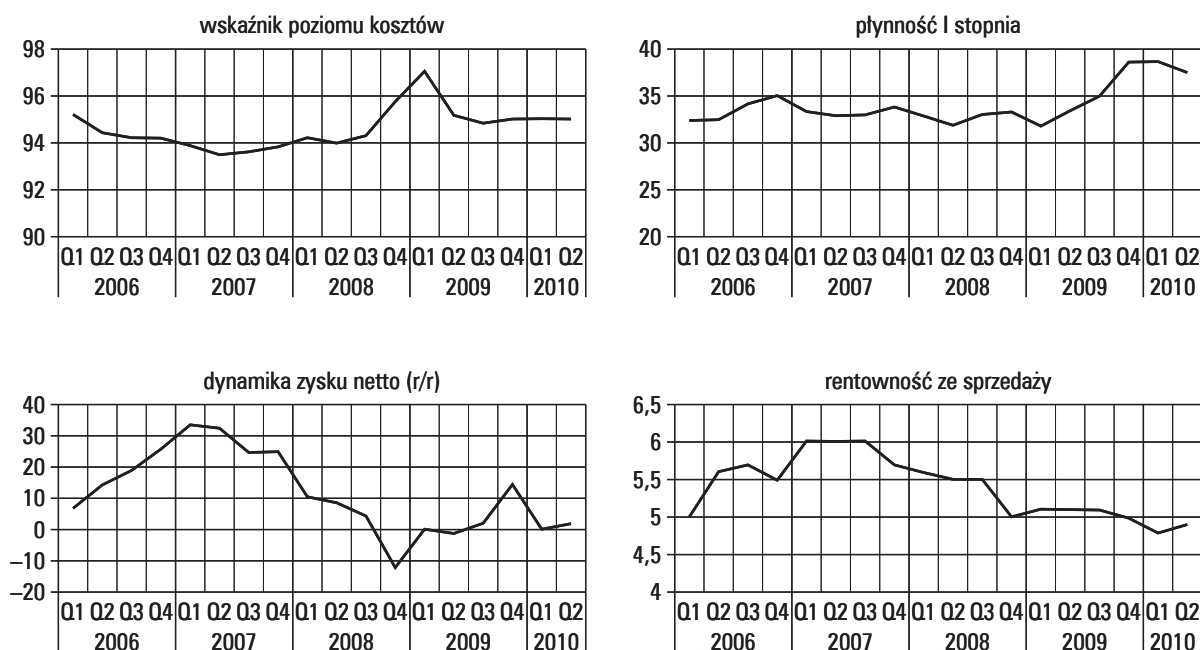 wskaźnik poziomu kosztów
98
96
94
92
90
Q1 Q2 Q3 Q4 Q1 Q2 Q3 Q4 Q1 Q2 Q3 Q4 Q1 Q2 Q3 Q4 Q1 Q2
2006 2007 2008 2009 2010
płynność I stopnia
40
35
30
25
20
Q1 Q2 Q3 Q4 Q1 Q2 Q3 Q4 Q1 Q2 Q3 Q4 Q1 Q2 Q3 Q4 Q1 Q2
2006 2007 2008 2009 2010
dynamika zysku netto (r/r)
40
30
20
10
0
–10
–20
Q1 Q2 Q3 Q4 Q1 Q2 Q3 Q4 Q1 Q2 Q3 Q4 Q1 Q2 Q3 Q4 Q1 Q2
2006 2007 2008 2009 2010
rentowność ze sprzedaży
6,5
6
5,5
5
4,5
4
Q1 Q2 Q3 Q4 Q1 Q2 Q3 Q4 Q1 Q2 Q3 Q4 Q1 Q2 Q3 Q4 Q1 Q2
2006 2007 2008 2009 2010